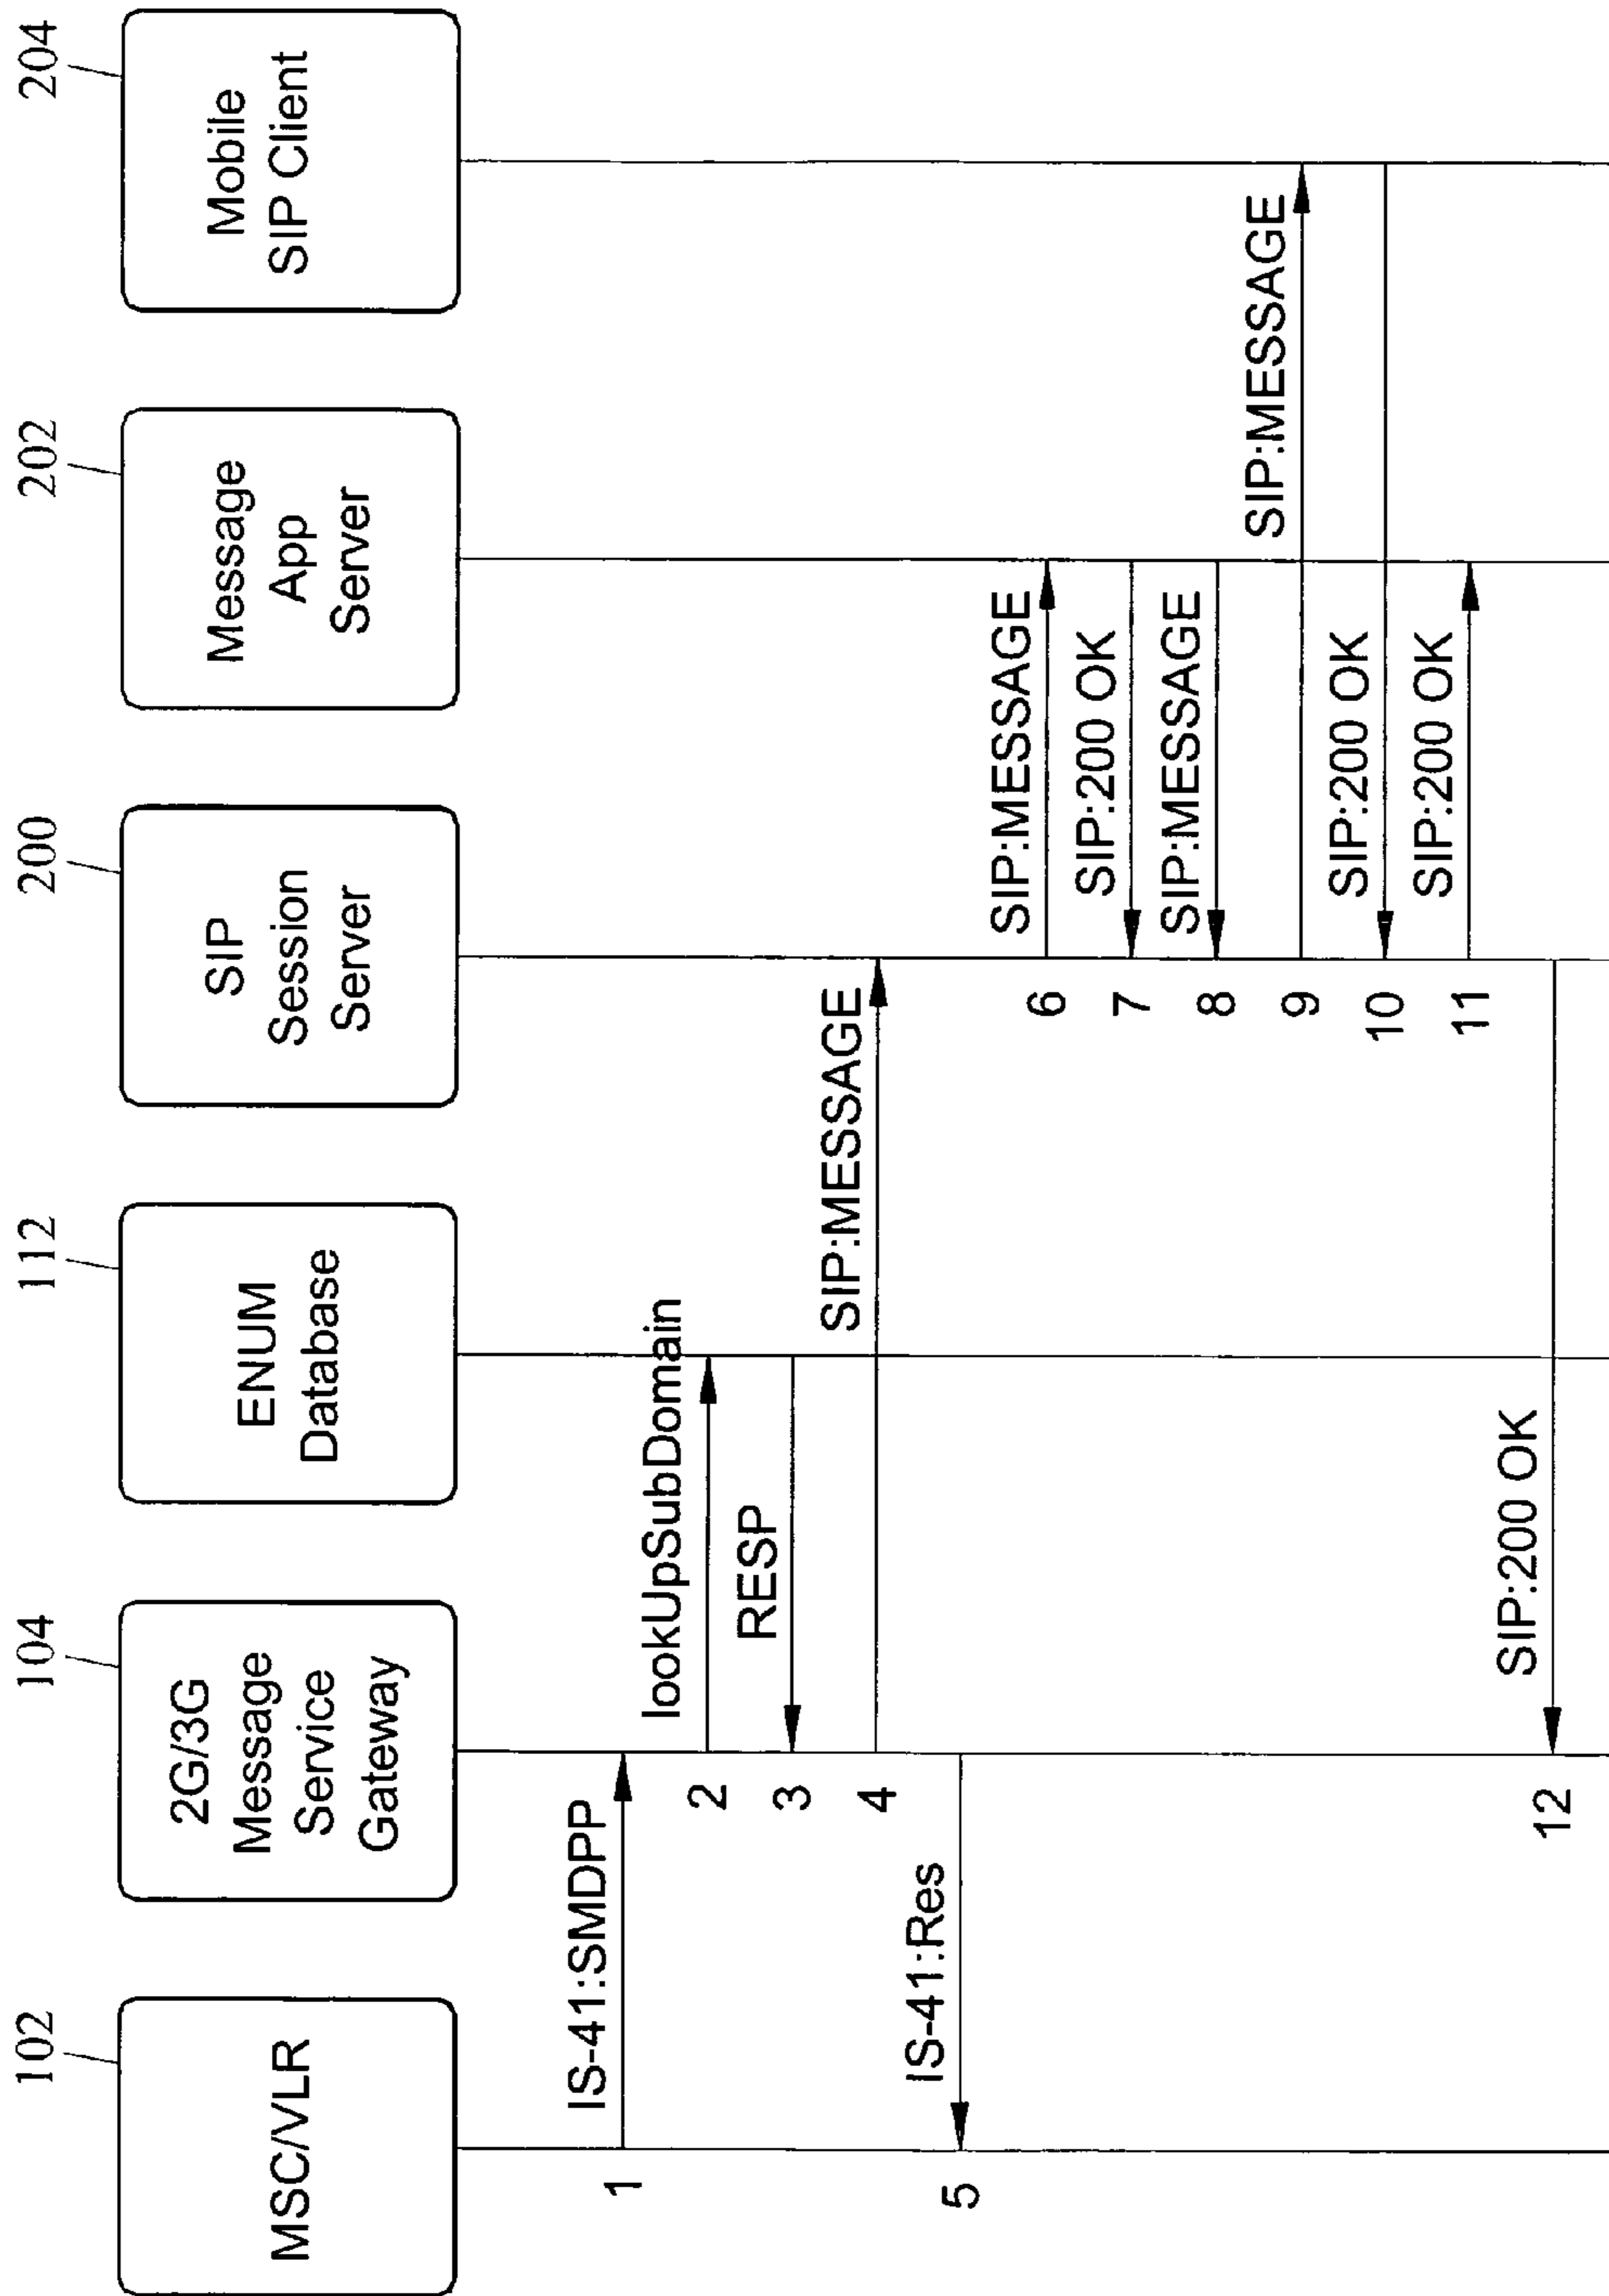 102
104
112
200
202
204
MSC/VLR
2G/3G
Message
Service
Gateway
ENUM
Database
SIP
Session
Server
Message
App
Server
Mobile
SIP Client
1
IS-41:SMDPP
2
lookUpSubDomain
3
RESP
4
SIP:MESSAGE
5
IS-41:Res
6
SIP:MESSAGE
7
SIP:200 OK
8
SIP:MESSAGE
9
SIP:MESSAGE
10
SIP:200 OK
11
SIP:200 OK
12
SIP:200 OK